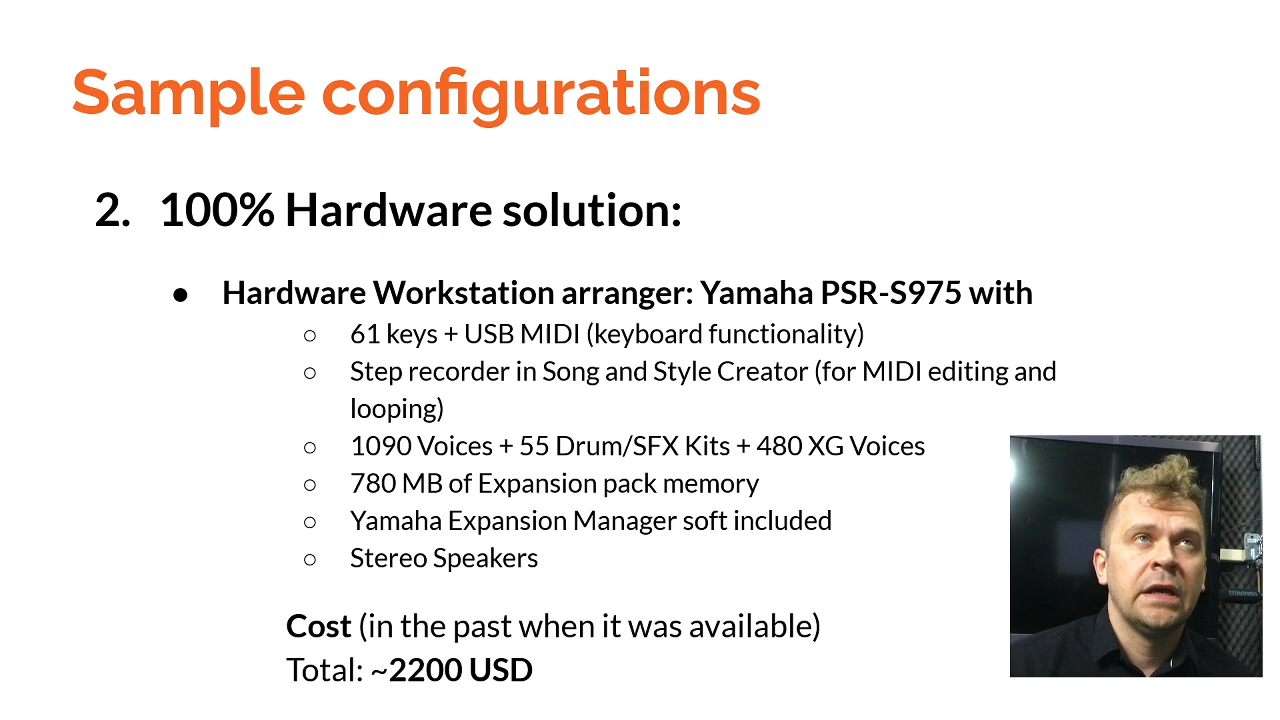 Sample configurations
2. 100% Hardware solution:
● Hardware Workstation arranger: Yamaha PSR-S975 with
○ 61 keys + USB MIDI (keyboard functionality)
○ Step recorder in Song and Style Creator (for MIDI editing and
looping)
○ 1090 Voices + 55 Drum/SFX Kits + 480 XG Voices
○ 780 MB of Expansion pack memory
○ Yamaha Expansion Manager soft included
○ Stereo Speakers
Cost (in the past when it was available)
Total: ~2200 USD